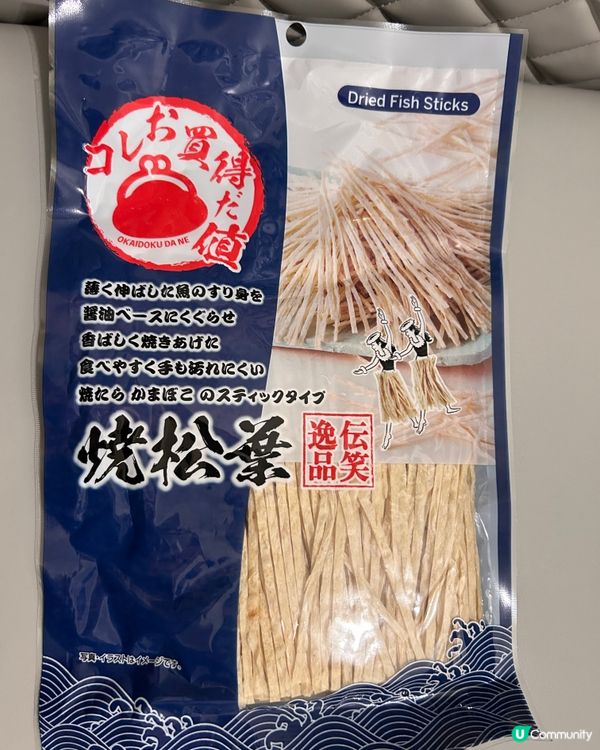 Dried Fish Sticks
コレお買得だ値
OKAIDOKU DA NE
薄く伸ばした魚のすり身を
醤油ベースにくぐらせ
香ばしく焼きあげた
食べやすく手も汚れにくい
焼たら かまぼこ のスティックタイプ
焼松葉
伝笑
逸品
写真・イラストはイメージです。
U Community